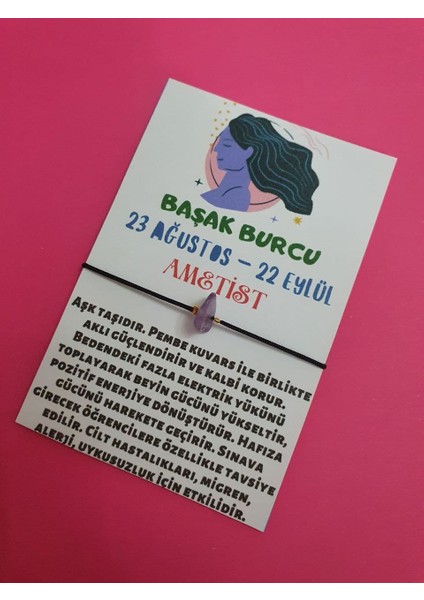 BAŞAK BURCU
23 AĞUSTOS – 22 EYLÜL
AMETİST
AŞK TAŞIDIR. PEMBE KUVARS İLE BİRLİKTE
AKLI GÜÇLENDİRİR VE KALBİ KORUR.
BEDENDEKİ FAZLA ELEKTRİK YÜKÜNÜ
TOPLAYARAK BEYİN GÜCÜNÜ YÜKSELTİR,
POZİTİF ENERJİYE DÖNÜŞTÜRÜR. HAFIZA
GÜCÜNÜ HAREKETE GEÇİRİR. SINAVA
GİRECEK ÖĞRENCİLERE ÖZELLİKLE TAVSİYE
EDİLİR. CİLT HASTALIKLARI, MİGREN,
ALERJİ, UYKUSUZLUK İÇİN ETKİLİDİR.